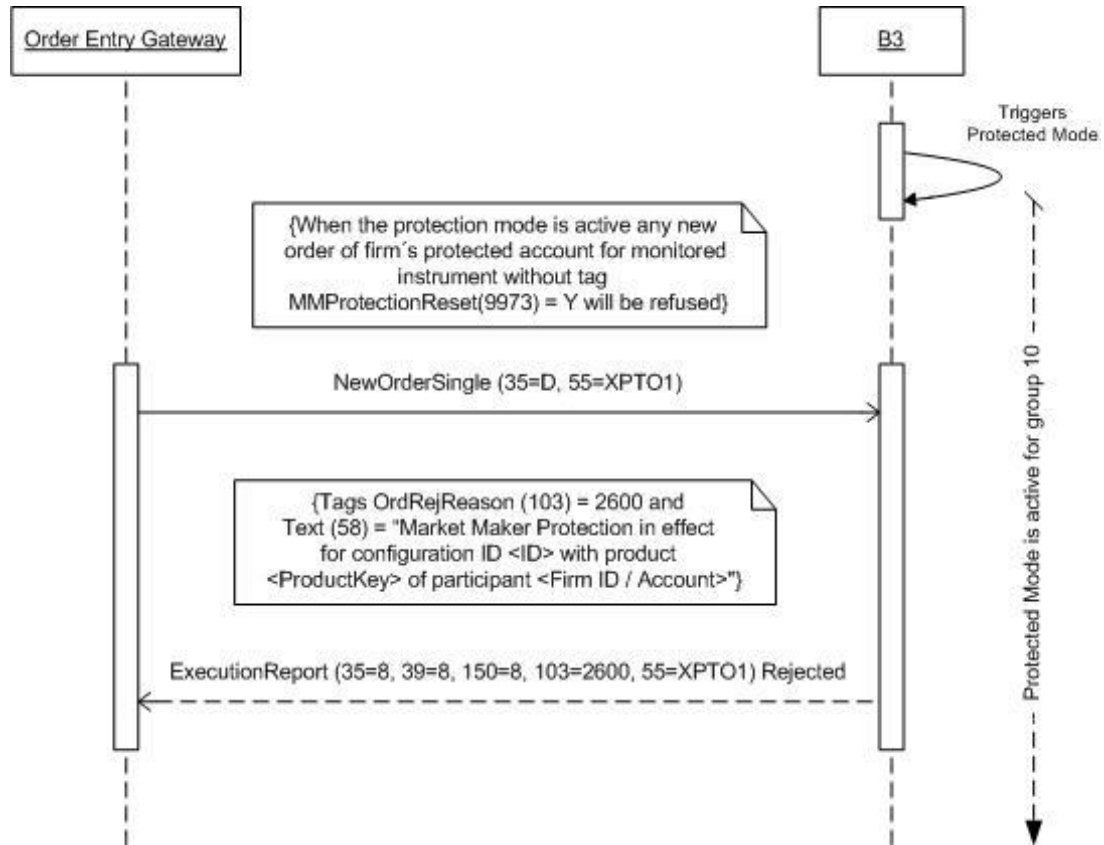 Order Entry Gateway
B3
Triggers
Protected Mode
{When the protection mode is active any new
order of firm´s protected account for monitored
instrument without tag
MMProtectionReset(9973) = Y will be refused}
NewOrderSingle (35=D, 55=XPTO1)
{Tags OrdRejReason (103) = 2600 and
Text (58) = "Market Maker Protection in effect
for configuration ID <ID> with product
<ProductKey> of participant <Firm ID / Account>"}
ExecutionReport (35=8, 39=8, 150=8, 103=2600, 55=XPTO1) Rejected
Protected Mode is active for group 10